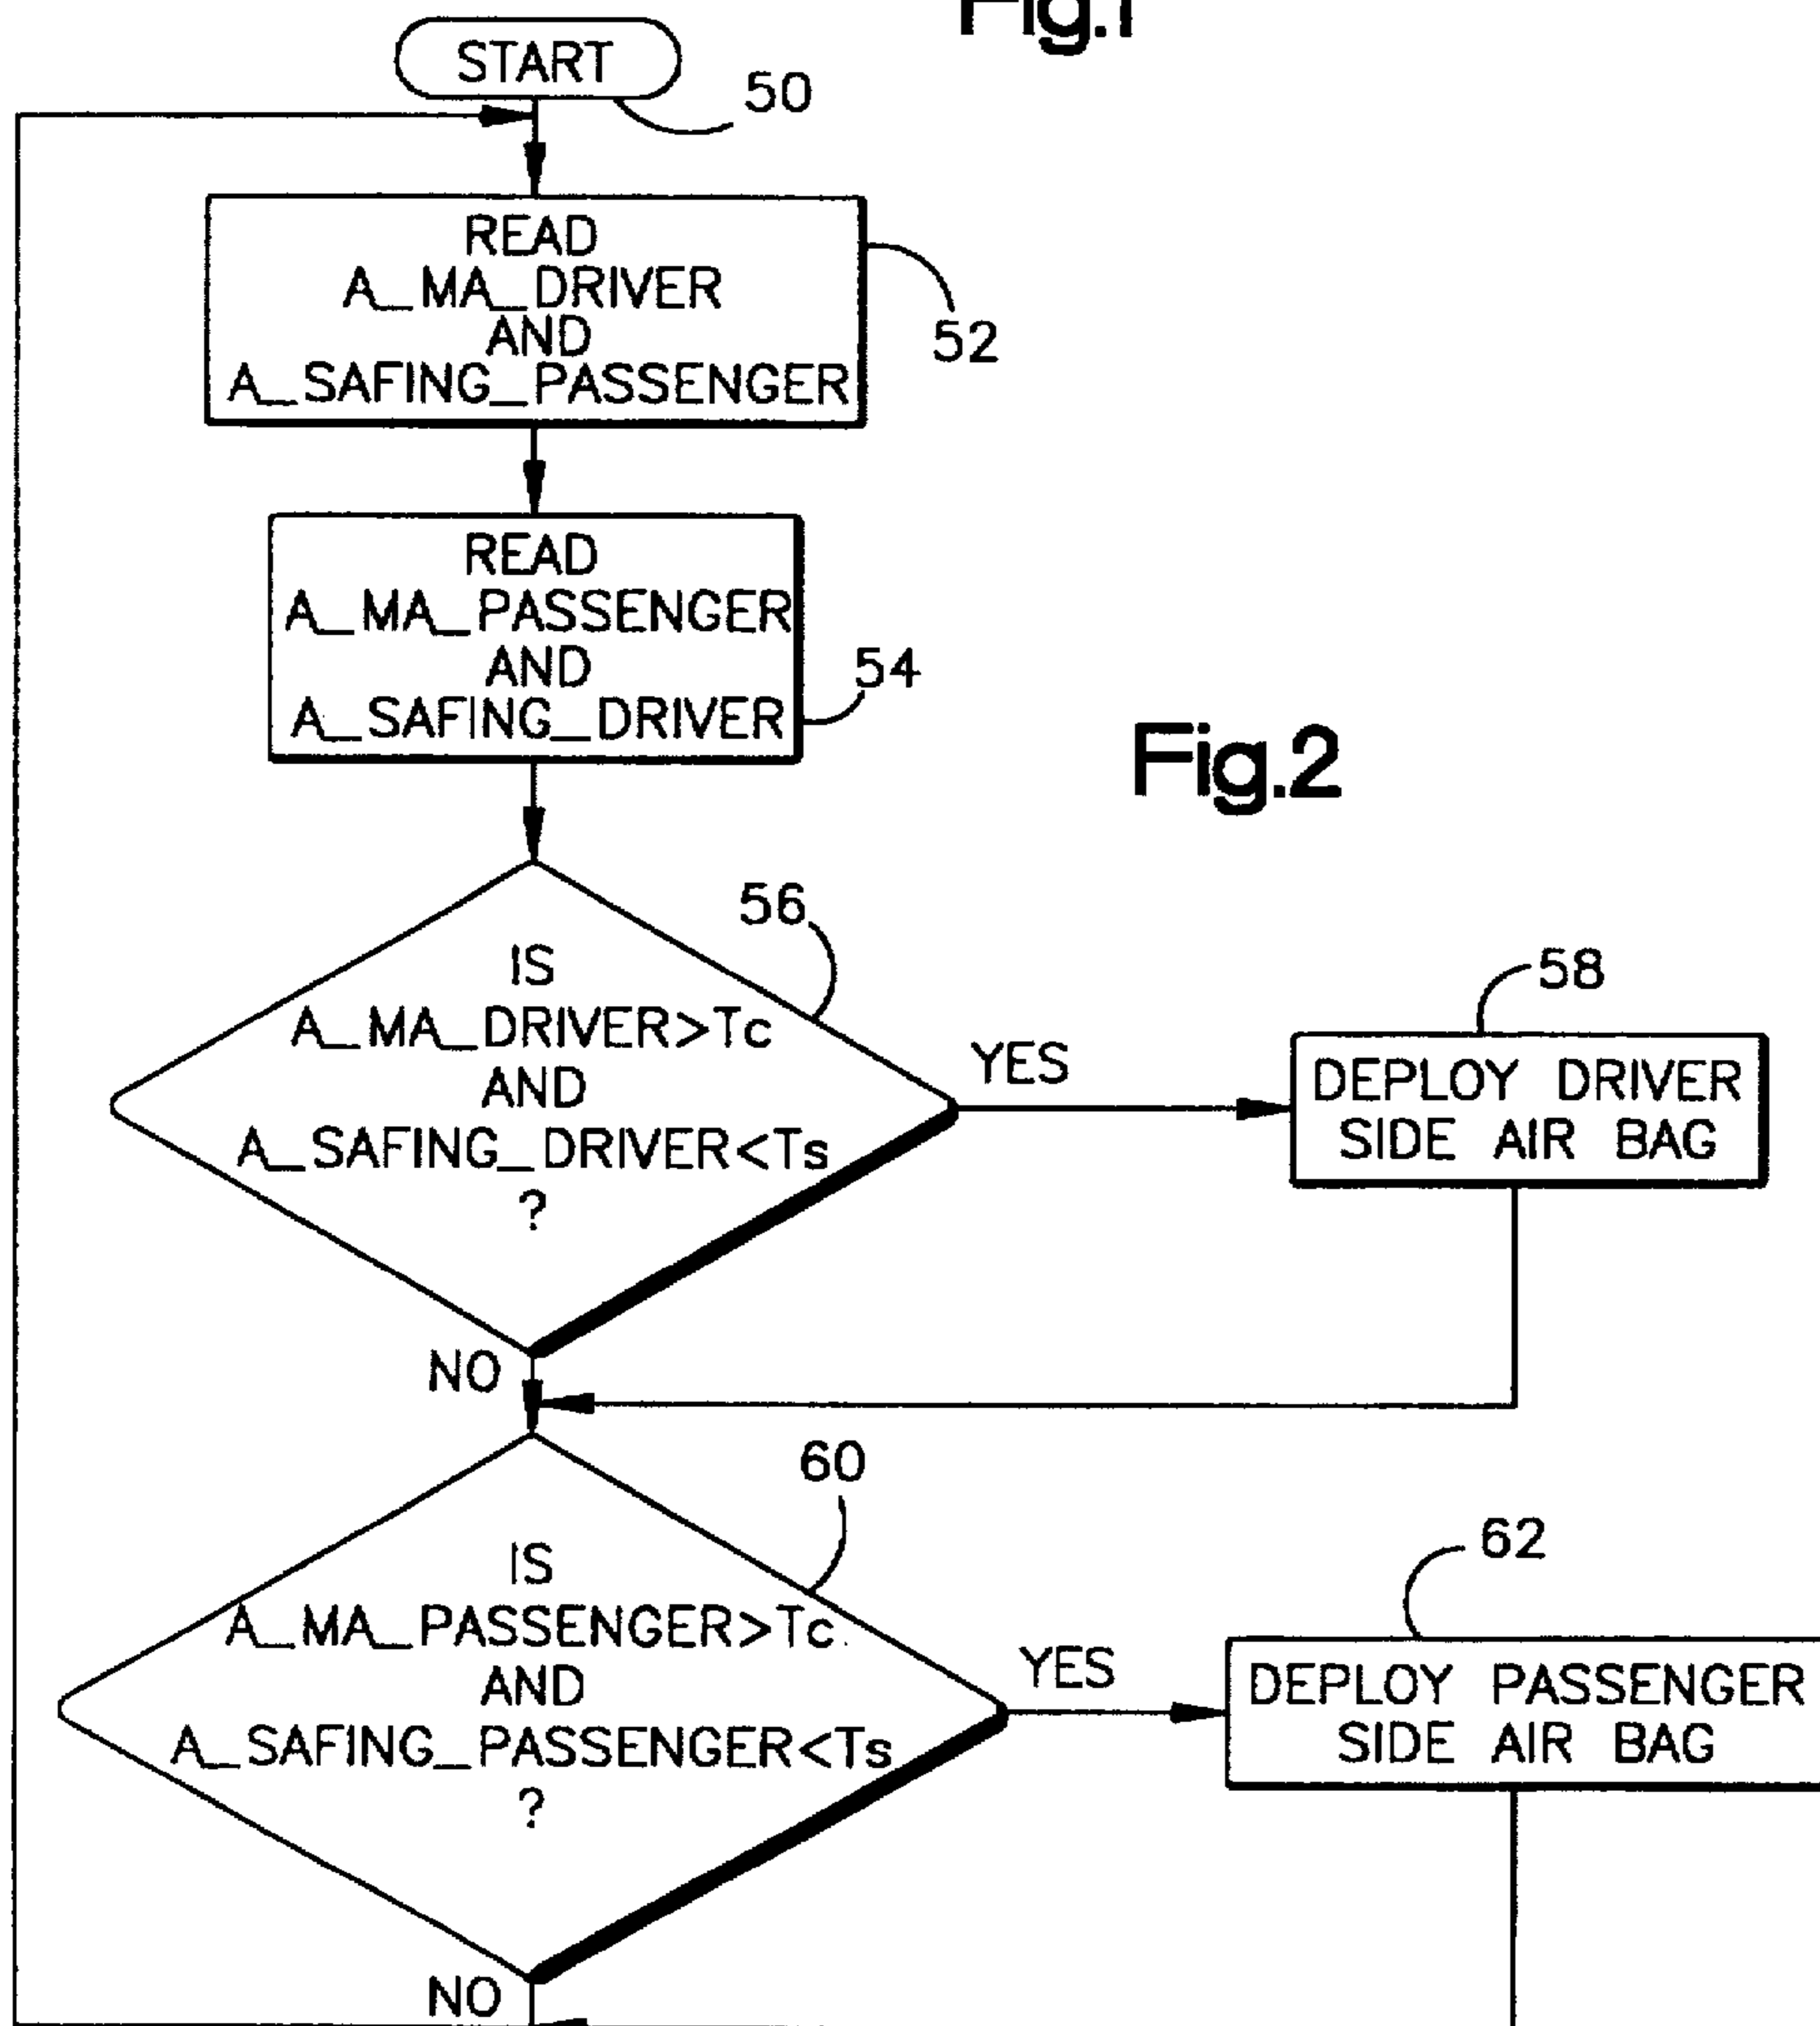 Fig.1
START
50
READ
A_MA_DRIVER
AND
A_SAFING_PASSENGER
52
READ
A_MA_PASSENGER
AND
A_SAFING_DRIVER
54
Fig.2
56
IS
A_MA_DRIVER>Tc
AND
A_SAFING_DRIVER<Ts
?
YES
58
DEPLOY DRIVER
SIDE AIR BAG
NO
60
IS
A_MA_PASSENGER>Tc
AND
A_SAFING_PASSENGER<Ts
?
YES
62
DEPLOY PASSENGER
SIDE AIR BAG
NO